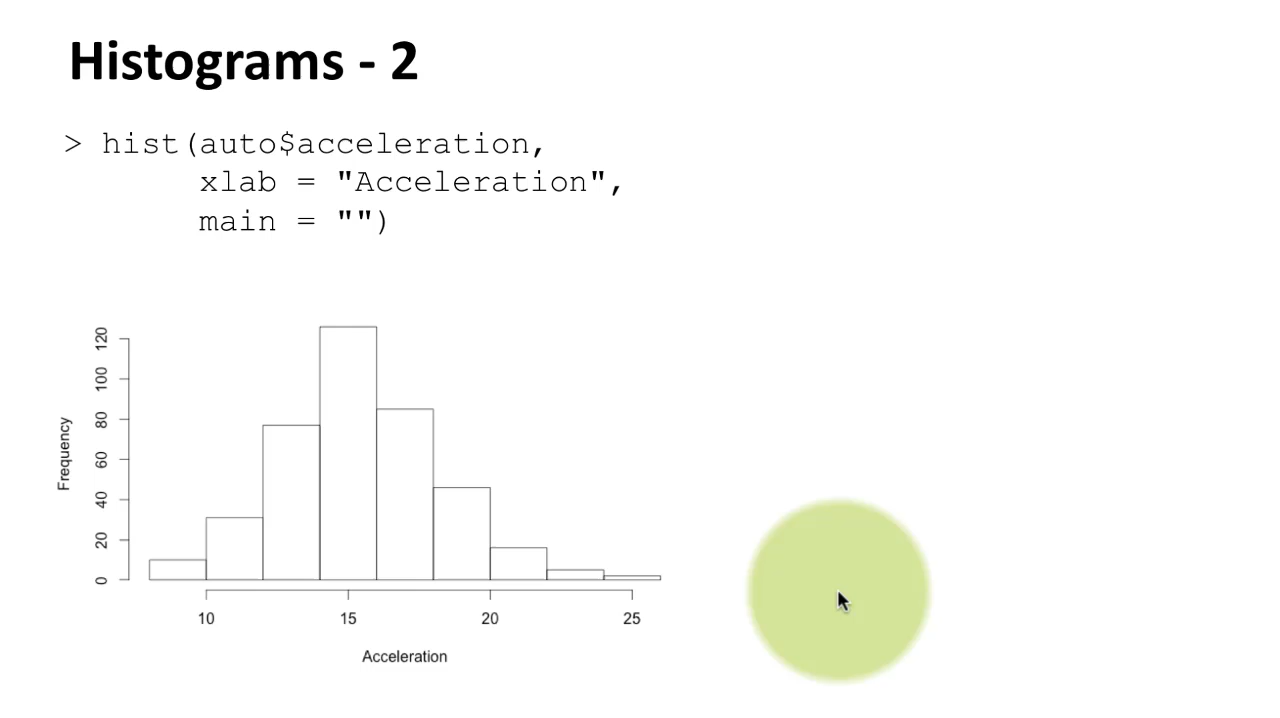 Histograms - 2
> hist(auto$acceleration,
xlab = "Acceleration",
main = "")
120
100
80
60
40
20
0
Frequency
10 15 20 25
Acceleration